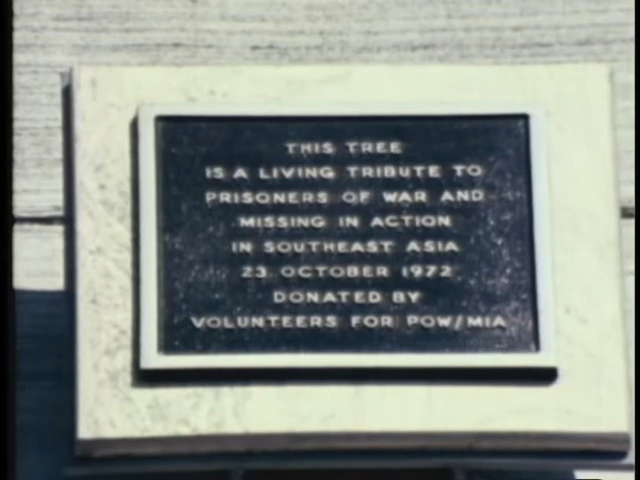 THIS TREE
IS A LIVING TRIBUTE TO
PRISONERS OF WAR AND
MISSING IN ACTION
IN SOUTHEAST ASIA
23 OCTOBER 1972
DONATED BY
VOLUNTEERS FOR POW/MIA